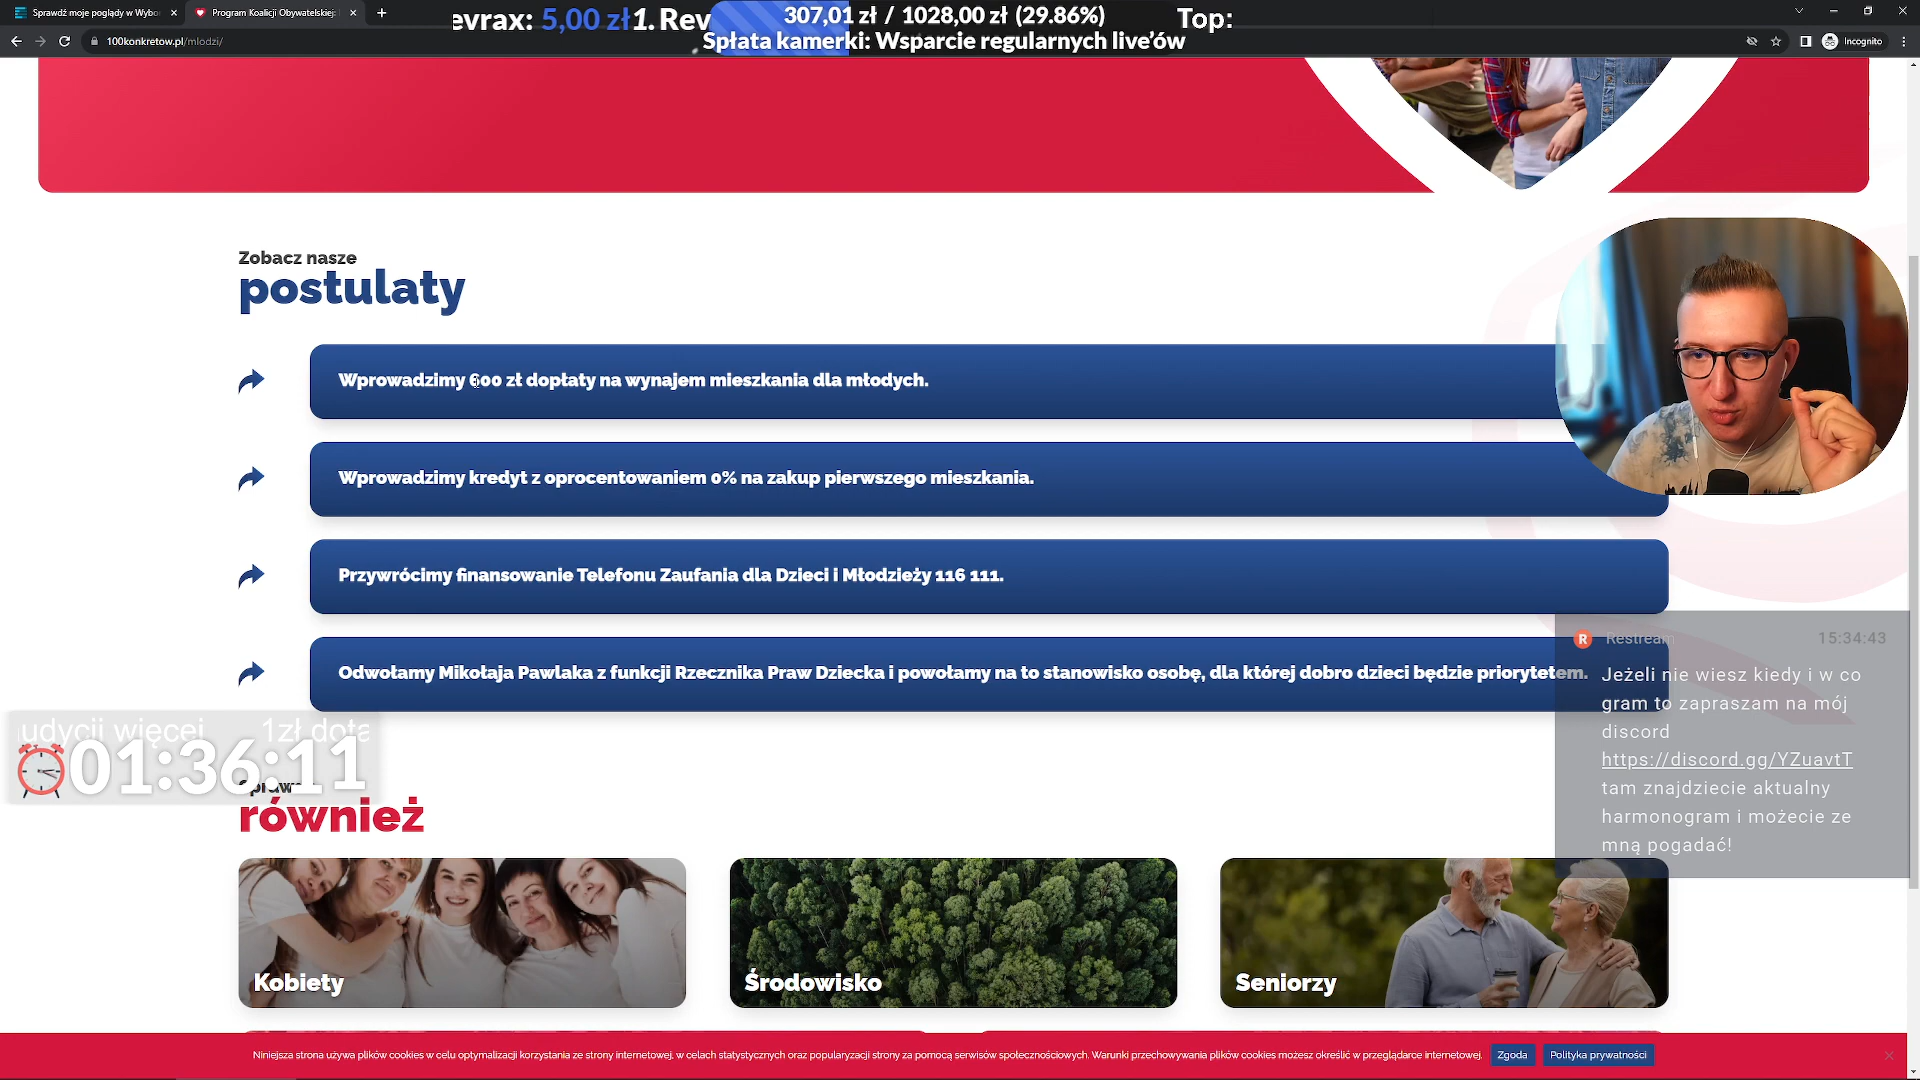 Sprawdź moje poglądy w Wybo
Program Koalicji Obywatelskiej:
100konkretow.pl/mlodzi/
Incognito
evrax: 5,00 zł 1. Rev
307,01 zł / 1028,00 zł (29.86%)
Spłata kamerki: Wsparcie regularnych live’ów
Top:
Zobacz nasze
postulaty
Wprowadzimy 600 zł dopłaty na wynajem mieszkania dla młodych.
Wprowadzimy kredyt z oprocentowaniem 0% na zakup pierwszego mieszkania.
Przywrócimy finansowanie Telefonu Zaufania dla Dzieci i Młodzieży 116 111.
Odwołamy Mikołaja Pawlaka z funkcji Rzecznika Praw Dziecka i powołamy na to stanowisko osobę, dla której dobro dzieci będzie priorytetem.
R Restream 15:34:43
Jeżeli nie wiesz kiedy i w co
gram to zapraszam na mój
discord
https://discord.gg/YZuavtT
tam znajdziecie aktualny
harmonogram i możecie ze
mną pogadać!
udycji więcej 1zł dota
01:36:11
również
Kobiety
Środowisko
Seniorzy
Niniejsza strona używa plików cookies w celu optymalizacji korzystania ze strony internetowej, w celach statystycznych oraz popularyzacji strony za pomocą serwisów społecznościowych. Warunki przechowywania plików cookies możesz określić w przeglądarce internetowej.
Zgoda
Polityka prywatności